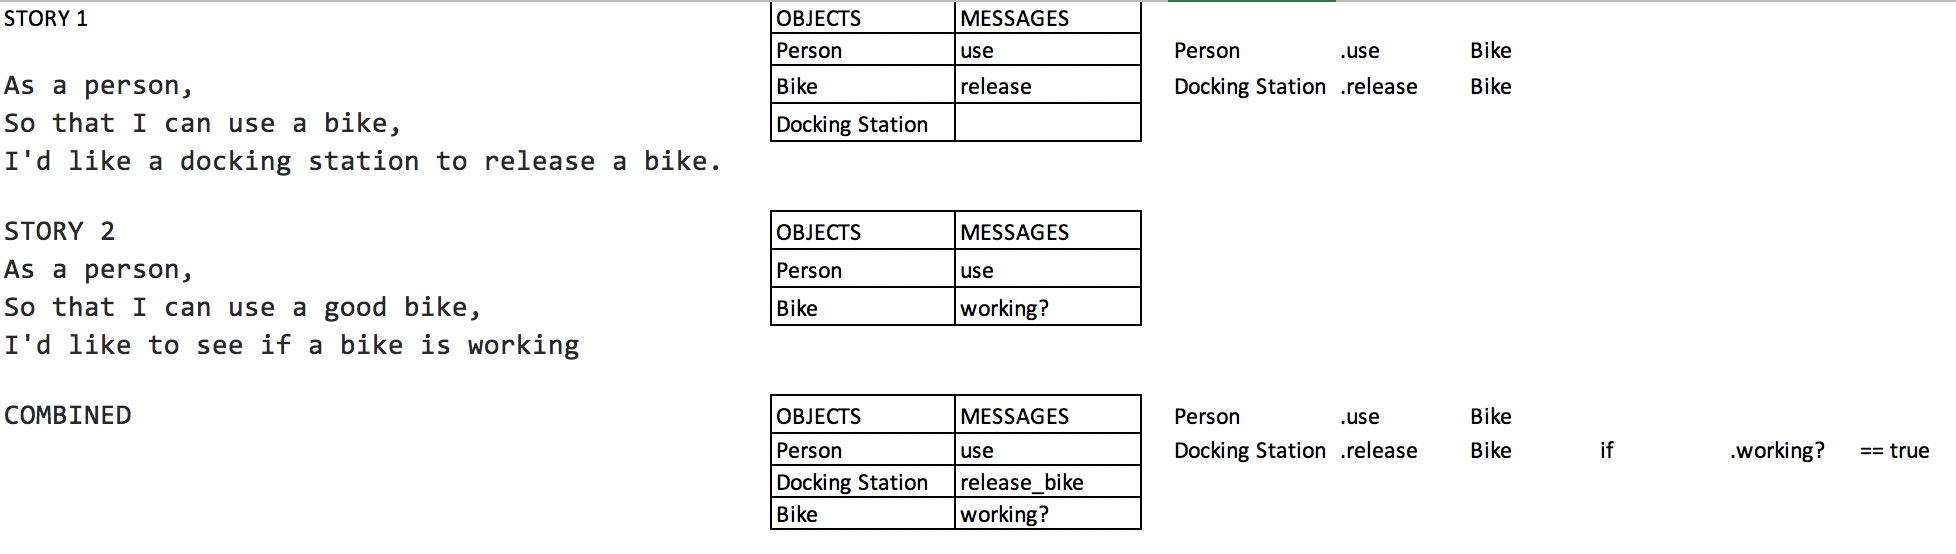 STORY 1 OBJECTS MESSAGES
Person use Person .use Bike
As a person, Bike release Docking Station .release Bike
So that I can use a bike, Docking Station
I'd like a docking station to release a bike.
STORY 2 OBJECTS MESSAGES
As a person, Person use
So that I can use a good bike, Bike working?
I'd like to see if a bike is working
COMBINED OBJECTS MESSAGES Person .use Bike
Person use Docking Station .release Bike if .working? == true
Docking Station release_bike
Bike working?